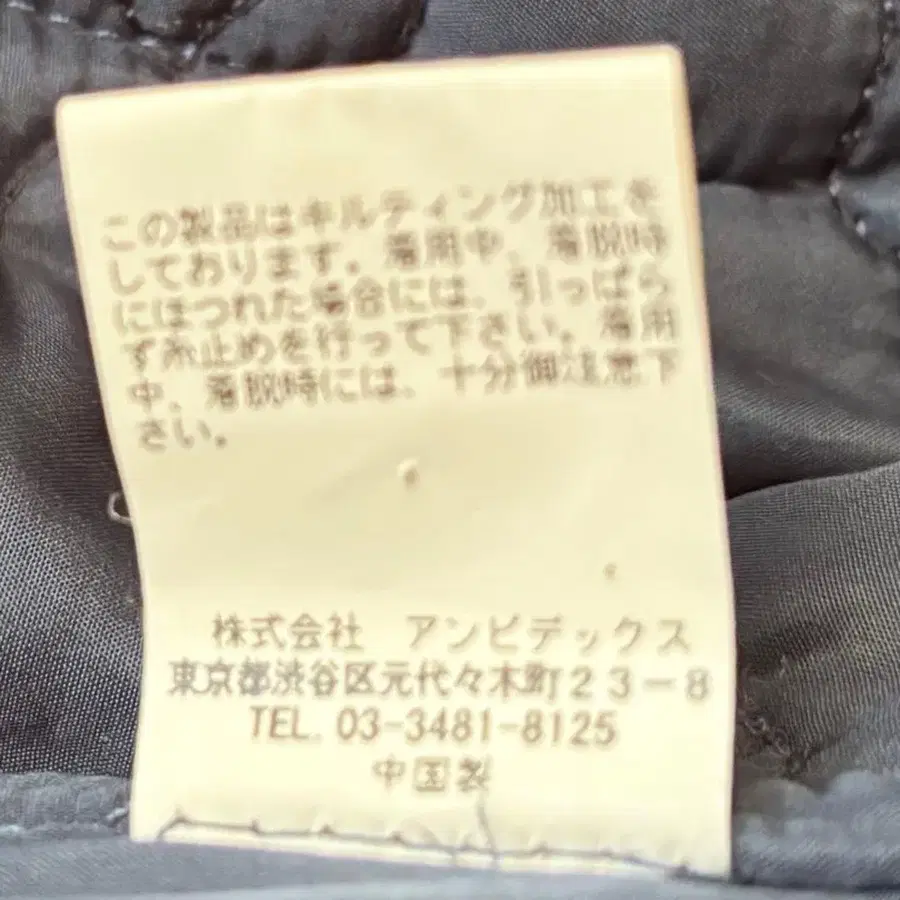 この製品はキルティング加工を
しております。着用中、着脱時
にほつれた場合には、引っぱら
ず糸止めを行って下さい。着用
中、着脱時には、十分御注意下
さい。
株式会社 アンビデックス
東京都渋谷区元代々木町23-8
TEL. 03-3481-8125
中国製